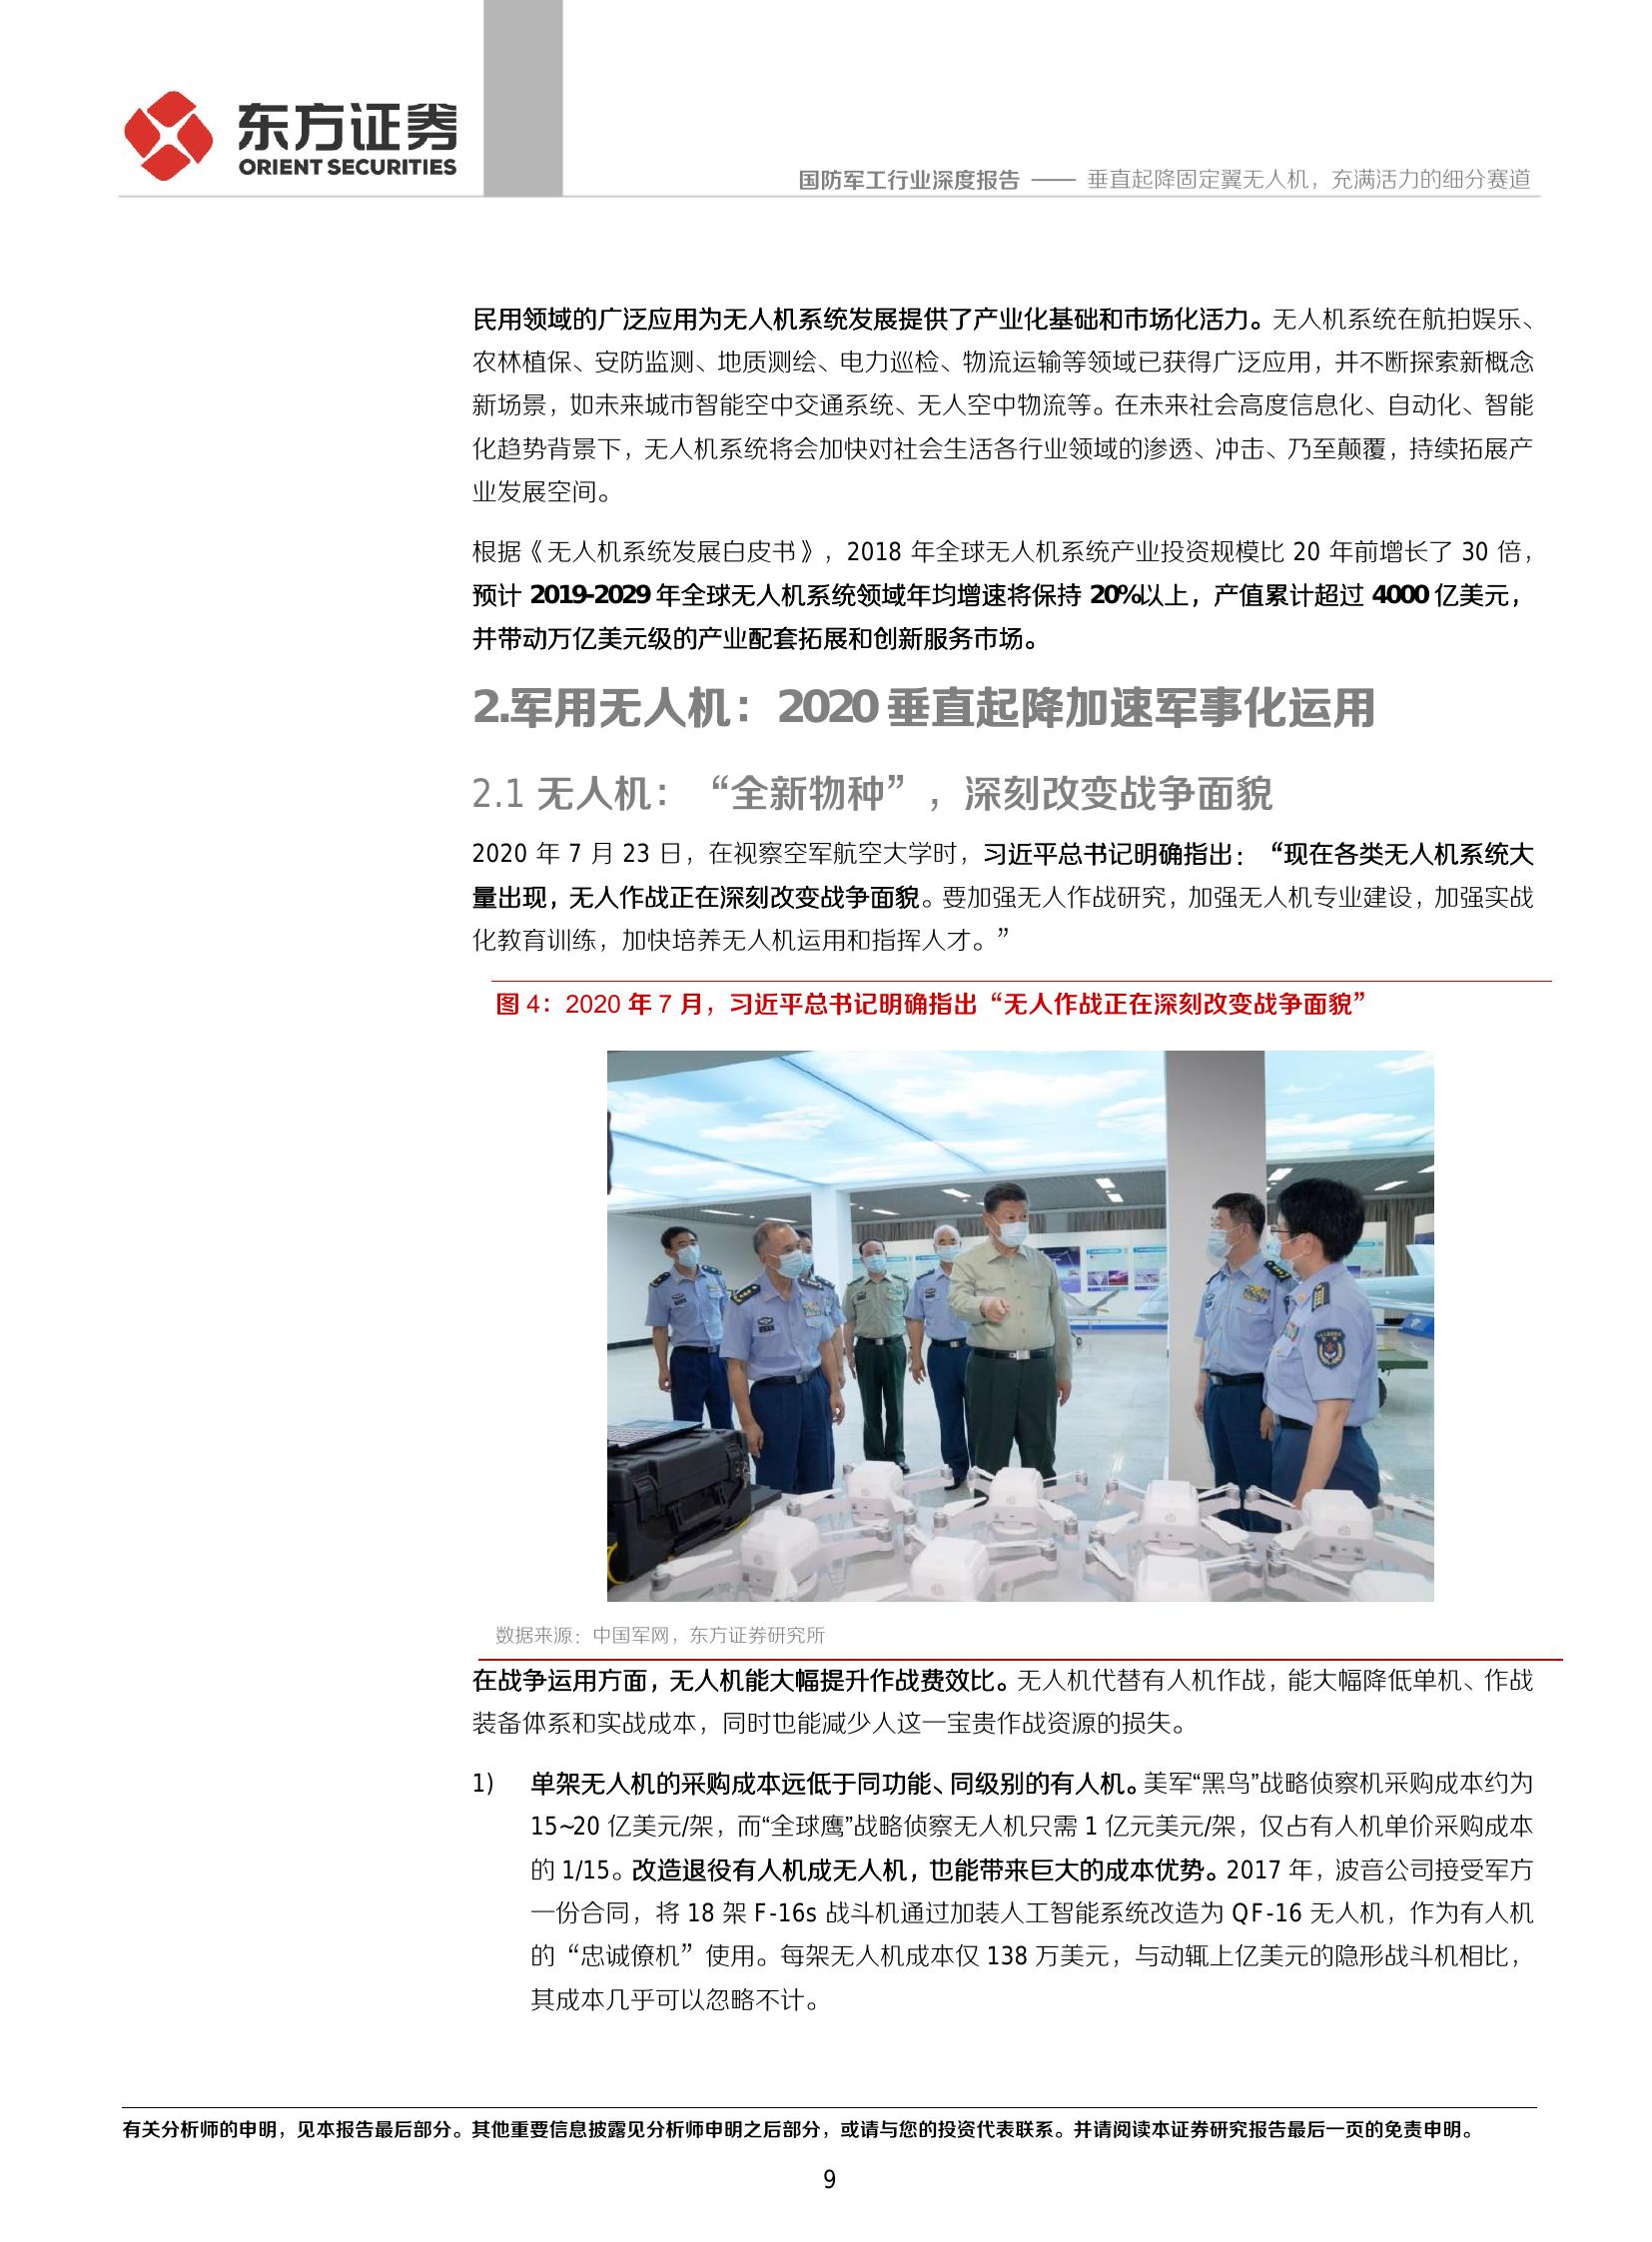 东方证券
ORIENT SECURITIES
国防军工行业深度报告 —— 垂直起降固定翼无人机，充满活力的细分赛道
民用领域的广泛应用为无人机系统发展提供了产业化基础和市场化活力。无人机系统在航拍娱乐、
农林植保、安防监测、地质测绘、电力巡检、物流运输等领域已获得广泛应用，并不断探索新概念
新场景，如未来城市智能空中交通系统、无人空中物流等。在未来社会高度信息化、自动化、智能
化趋势背景下，无人机系统将会加快对社会生活各行业领域的渗透、冲击、乃至颠覆，持续拓展产
业发展空间。
根据《无人机系统发展白皮书》，2018 年全球无人机系统产业投资规模比 20 年前增长了 30 倍，
预计 2019-2029 年全球无人机系统领域年均增速将保持 20%以上，产值累计超过 4000 亿美元，
并带动万亿美元级的产业配套拓展和创新服务市场。
2.军用无人机：2020 垂直起降加速军事化运用
2.1 无人机：“全新物种”，深刻改变战争面貌
2020 年 7 月 23 日，在视察空军航空大学时，习近平总书记明确指出：“现在各类无人机系统大
量出现，无人作战正在深刻改变战争面貌。要加强无人作战研究，加强无人机专业建设，加强实战
化教育训练，加快培养无人机运用和指挥人才。”
图 4：2020 年 7 月，习近平总书记明确指出“无人作战正在深刻改变战争面貌”
数据来源：中国军网，东方证券研究所
在战争运用方面，无人机能大幅提升作战费效比。无人机代替有人机作战，能大幅降低单机、作战
装备体系和实战成本，同时也能减少人这一宝贵作战资源的损失。
1) 单架无人机的采购成本远低于同功能、同级别的有人机。美军“黑鸟”战略侦察机采购成本约为
15~20 亿美元/架，而“全球鹰”战略侦察无人机只需 1 亿元美元/架，仅占有人机单价采购成本
的 1/15。改造退役有人机成无人机，也能带来巨大的成本优势。2017 年，波音公司接受军方
一份合同，将 18 架 F-16s 战斗机通过加装人工智能系统改造为 QF-16 无人机，作为有人机
的“忠诚僚机”使用。每架无人机成本仅 138 万美元，与动辄上亿美元的隐形战斗机相比，
其成本几乎可以忽略不计。
有关分析师的申明，见本报告最后部分。其他重要信息披露见分析师申明之后部分，或请与您的投资代表联系。并请阅读本证券研究报告最后一页的免责申明。
9